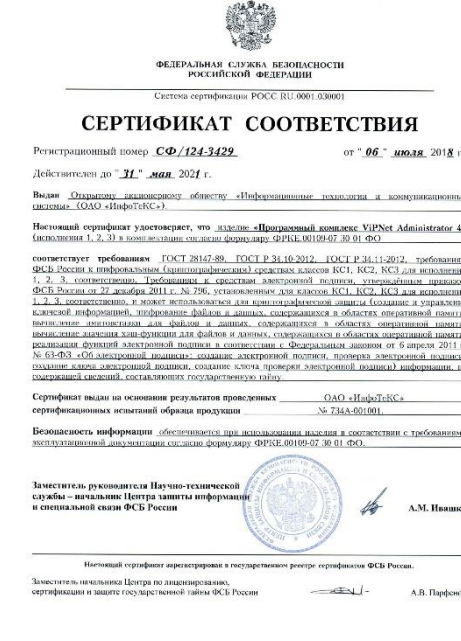 ФЕДЕРАЛЬНАЯ СЛУЖБА БЕЗОПАСНОСТИ
РОССИЙСКОЙ ФЕДЕРАЦИИ
Система сертификации РОСС RU.0001.030001
СЕРТИФИКАТ СООТВЕТСТВИЯ
Регистрационный номер СФ/124-3429 от "06" июля 2018 г.
Действителен до "31" мая 2021 г.
Выдан Открытому акционерному обществу «Информационные технологии и коммуникационные
системы» (ОАО «ИнфоТеКС»).
Настоящий сертификат удостоверяет, что изделие «Программный комплекс ViPNet Administrator 4
(исполнения 1, 2, 3) в комплектации согласно формуляру ФРКЕ.00109-07 30 01 ФО
соответствует требованиям ГОСТ 28147-89, ГОСТ Р 34.10-2012, ГОСТ Р 34.11-2012, требования
ФСБ России к шифровальным (криптографическим) средствам классов КС1, КС2, КС3 для исполнен
1, 2, 3, соответственно, Требованиям к средствам электронной подписи, утверждённым приказо
ФСБ России от 27 декабря 2011 г. № 796, установленным для классов КС1, КС2, КС3 для исполнен
1, 2, 3, соответственно, и может использоваться для криптографической защиты (создание и управлен
ключевой информацией, шифрование файлов и данных, содержащихся в областях оперативной памят
вычисление имитовставки для файлов и данных, содержащихся в областях оперативной памят
вычисление значения хэш-функции для файлов и данных, содержащихся в областях оперативной памят
реализация функций электронной подписи в соответствии с Федеральным законом от 6 апреля 2011
№ 63-ФЗ «Об электронной подписи»: создание электронной подписи, проверка электронной подписи
создание ключа электронной подписи, создание ключа проверки электронной подписи) информации, н
содержащей сведений, составляющих государственную тайну.
Сертификат выдан на основании результатов проведенных ОАО «ИнфоТеКС»
сертификационных испытаний образца продукции № 734А-001001.
Безопасность информации обеспечивается при использовании изделия в соответствии с требованиям
эксплуатационной документации согласно формуляру ФРКЕ.00109-07 30 01 ФО.
Заместитель руководителя Научно-технической
службы – начальник Центра защиты информации
и специальной связи ФСБ России А.М. Ивашк
Настоящий сертификат зарегистрирован в государственном реестре сертификатов ФСБ России.
Заместитель начальника Центра по лицензированию,
сертификации и защите государственной тайны ФСБ России А.В. Парфено